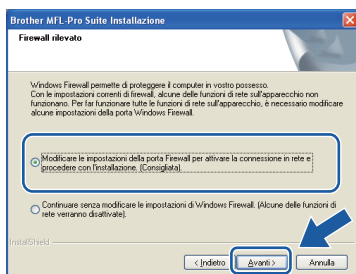 Brother MFL-Pro Suite Installazione
Firewall rilevato
Windows Firewall permette di proteggere il computer in vostro possesso.
Con le impostazioni correnti di firewall, alcune delle funzioni di rete sull'apparecchio non
funzionano. Per far funzionare tutte le funzioni di rete sull'apparecchio, è necessario modificare
alcune impostazioni della porta Windows Firewall.
Modificare le impostazioni della porta Firewall per attivare la connessione in rete e
procedere con l'installazione. (Consigliata).
Continuare senza modificare le impostazioni di Windows Firewall. (Alcune delle funzioni di
rete verranno disattivate).
InstallShield
< Indietro
Avanti >
Annulla